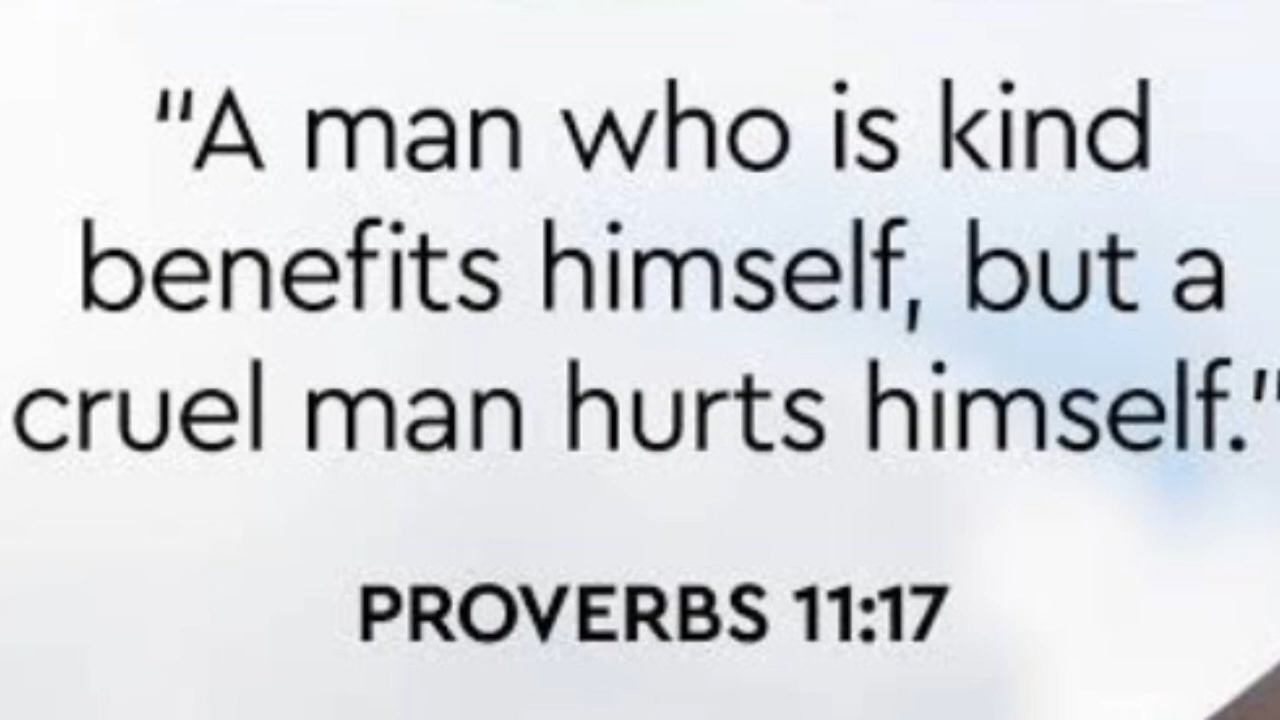 "A man who is kind
benefits himself, but a
cruel man hurts himself."
PROVERBS 11:17